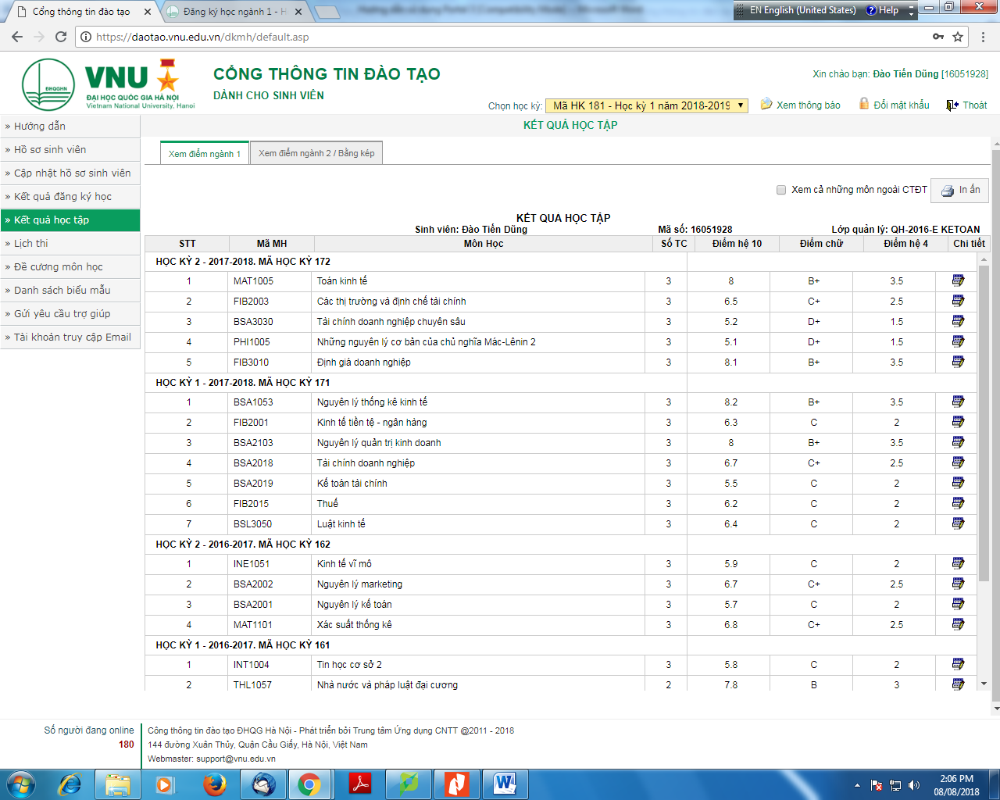 Cổng thông tin đào tạo
Đăng ký học ngành 1 - H
EN English (United States)
Help
https://daotao.vnu.edu.vn/dkmh/default.asp
ĐHQGHN
VNU
ĐẠI HỌC QUỐC GIA HÀ NỘI
Vietnam National University, Hanoi
CỔNG THÔNG TIN ĐÀO TẠO
DÀNH CHO SINH VIÊN
Xin chào bạn: Đào Tiến Dũng [16051928]
Chọn học kỳ: Mã HK 181 - Học kỳ 1 năm 2018-2019
Xem thông báo
Đổi mật khẩu
Thoát
» Hướng dẫn
» Hồ sơ sinh viên
» Cập nhật hồ sơ sinh viên
» Kết quả đăng ký học
» Kết quả học tập
» Lịch thi
» Đề cương môn học
» Danh sách biểu mẫu
» Gửi yêu cầu trợ giúp
» Tài khoản truy cập Email
KẾT QUẢ HỌC TẬP
Xem điểm ngành 1
Xem điểm ngành 2 / Bằng kép
Xem cả những môn ngoài CTĐT
In ấn
KẾT QUẢ HỌC TẬP
Sinh viên: Đào Tiến Dũng Mã số: 16051928 Lớp quản lý: QH-2016-E KETOAN
STT Mã MH Môn Học Số TC Điểm hệ 10 Điểm chữ Điểm hệ 4 Chi tiết
HỌC KỲ 2 - 2017-2018. MÃ HỌC KỲ 172
1 MAT1005 Toán kinh tế 3 8 B+ 3.5
2 FIB2003 Các thị trường và định chế tài chính 3 6.5 C+ 2.5
3 BSA3030 Tài chính doanh nghiệp chuyên sâu 3 5.2 D+ 1.5
4 PHI1005 Những nguyên lý cơ bản của chủ nghĩa Mác-Lênin 2 3 5.1 D+ 1.5
5 FIB3010 Định giá doanh nghiệp 3 8.1 B+ 3.5
HỌC KỲ 1 - 2017-2018. MÃ HỌC KỲ 171
1 BSA1053 Nguyên lý thống kê kinh tế 3 8.2 B+ 3.5
2 FIB2001 Kinh tế tiền tệ - ngân hàng 3 6.3 C 2
3 BSA2103 Nguyên lý quản trị kinh doanh 3 8 B+ 3.5
4 BSA2018 Tài chính doanh nghiệp 3 6.7 C+ 2.5
5 BSA2019 Kế toán tài chính 3 5.5 C 2
6 FIB2015 Thuế 3 6.2 C 2
7 BSL3050 Luật kinh tế 3 6.4 C 2
HỌC KỲ 2 - 2016-2017. MÃ HỌC KỲ 162
1 INE1051 Kinh tế vĩ mô 3 5.9 C 2
2 BSA2002 Nguyên lý marketing 3 6.7 C+ 2.5
3 BSA2001 Nguyên lý kế toán 3 5.7 C 2
4 MAT1101 Xác suất thống kê 3 6.8 C+ 2.5
HỌC KỲ 1 - 2016-2017. MÃ HỌC KỲ 161
1 INT1004 Tin học cơ sở 2 3 5.8 C 2
2 THL1057 Nhà nước và pháp luật đại cương 2 7.8 B 3
Số người đang online
180
Cổng thông tin đào tạo ĐHQG Hà Nội - Phát triển bởi Trung tâm Ứng dụng CNTT @2011 - 2018
144 đường Xuân Thủy, Quận Cầu Giấy, Hà Nội, Việt Nam
Webmaster: support@vnu.edu.vn
2:06 PM
08/08/2018